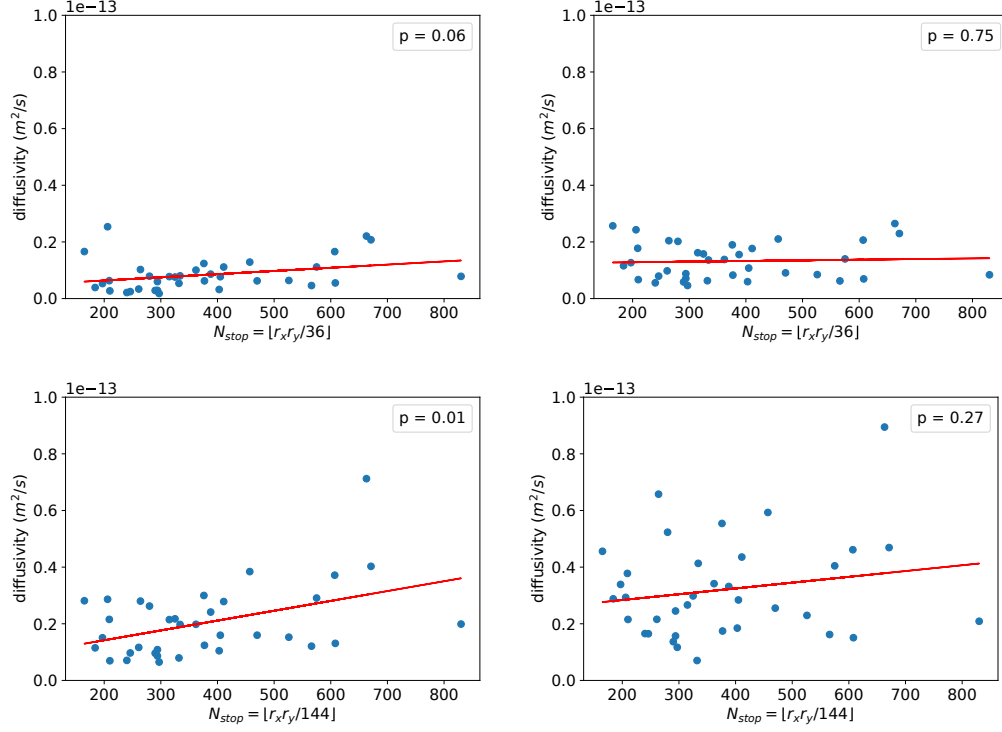 1e−13
p = 0.06
1.0
0.8
0.6
0.4
0.2
0.0
diffusivity (m²/s)
200 300 400 500 600 700 800
N_stop = ⌊r_x r_y/36⌋
1e−13
p = 0.75
1.0
0.8
0.6
0.4
0.2
0.0
diffusivity (m²/s)
200 300 400 500 600 700 800
N_stop = ⌊r_x r_y/36⌋
1e−13
p = 0.01
1.0
0.8
0.6
0.4
0.2
0.0
diffusivity (m²/s)
200 300 400 500 600 700 800
N_stop = ⌊r_x r_y/144⌋
1e−13
p = 0.27
1.0
0.8
0.6
0.4
0.2
0.0
diffusivity (m²/s)
200 300 400 500 600 700 800
N_stop = ⌊r_x r_y/144⌋